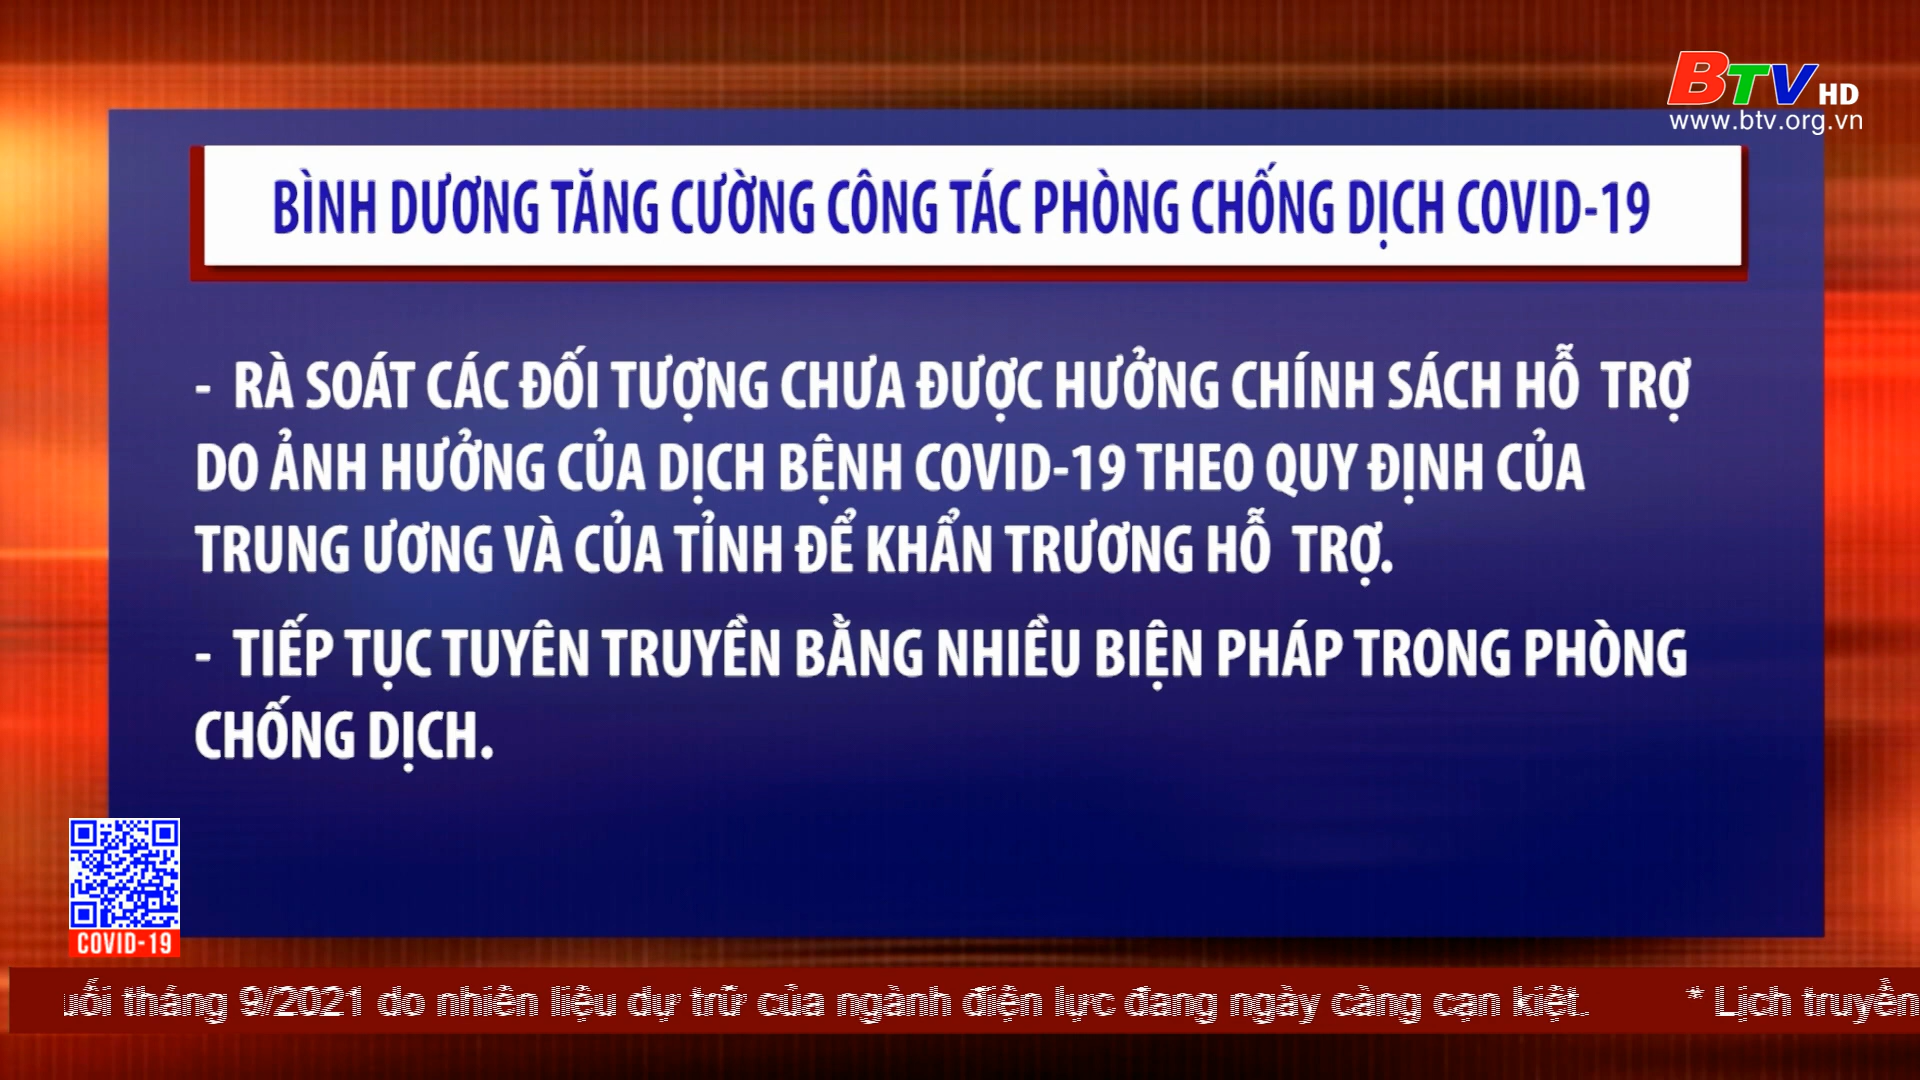 BTV HD
www.btv.org.vn
BÌNH DƯƠNG TĂNG CƯỜNG CÔNG TÁC PHÒNG CHỐNG DỊCH COVID-19
- RÀ SOÁT CÁC ĐỐI TƯỢNG CHƯA ĐƯỢC HƯỞNG CHÍNH SÁCH HỖ TRỢ
DO ẢNH HƯỞNG CỦA DỊCH BỆNH COVID-19 THEO QUY ĐỊNH CỦA
TRUNG ƯƠNG VÀ CỦA TỈNH ĐỂ KHẨN TRƯƠNG HỖ TRỢ.
- TIẾP TỤC TUYÊN TRUYỀN BẰNG NHIỀU BIỆN PHÁP TRONG PHÒNG
CHỐNG DỊCH.
COVID-19
tháng 9/2021 do nhiên liệu dự trữ của ngành điện lực đang ngày càng cạn kiệt. * Lịch truyền